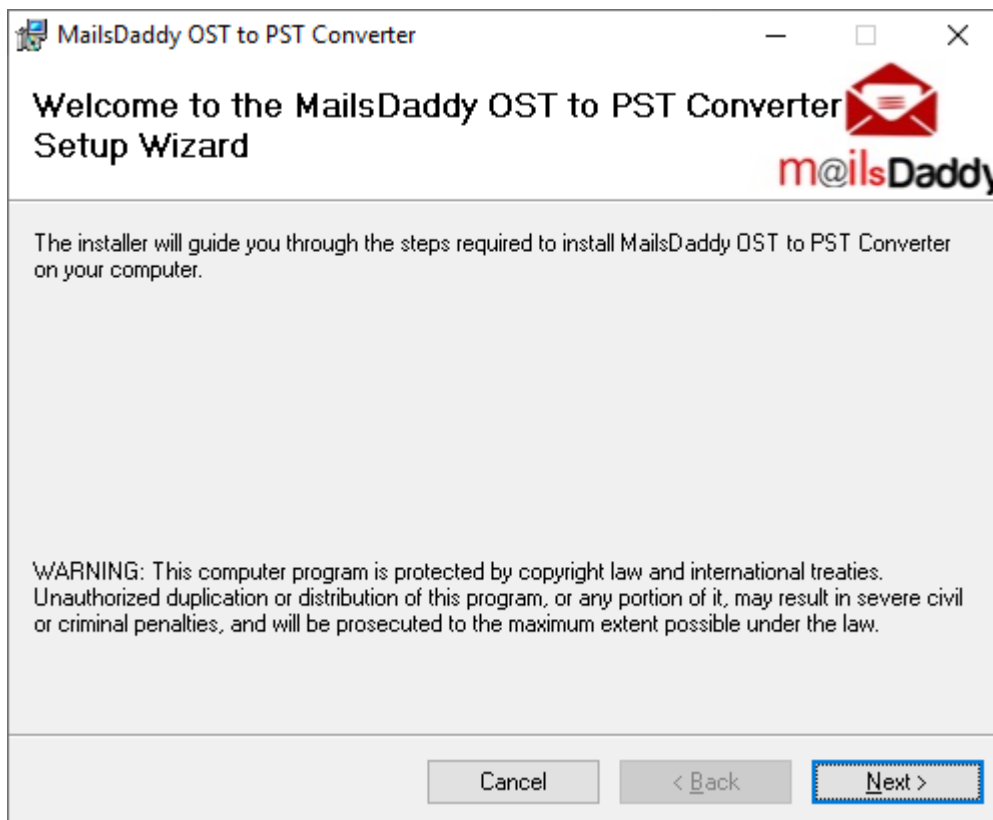 MailsDaddy OST to PST Converter
Welcome to the MailsDaddy OST to PST Converter
Setup Wizard
m@ilsDaddy
The installer will guide you through the steps required to install MailsDaddy OST to PST Converter
on your computer.
WARNING: This computer program is protected by copyright law and international treaties.
Unauthorized duplication or distribution of this program, or any portion of it, may result in severe civil
or criminal penalties, and will be prosecuted to the maximum extent possible under the law.
Cancel
< Back
Next >